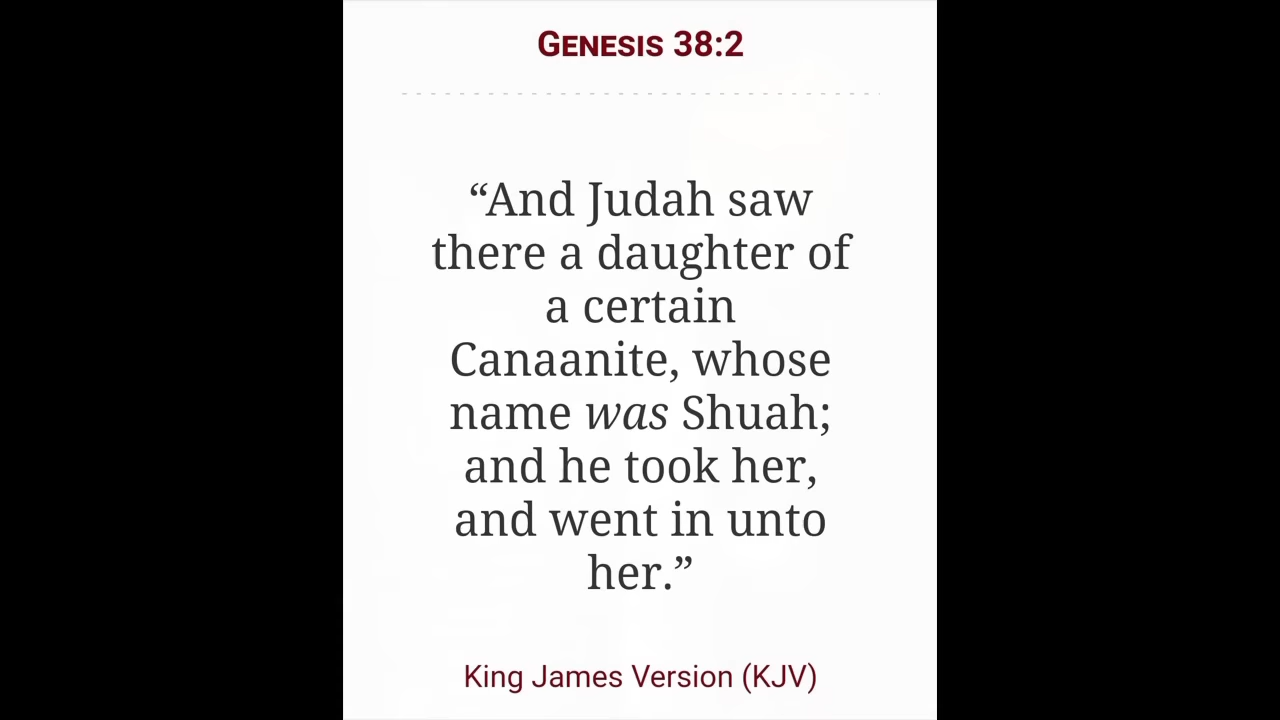 GENESIS 38:2
“And Judah saw
there a daughter of
a certain
Canaanite, whose
name was Shuah;
and he took her,
and went in unto
her.”
King James Version (KJV)